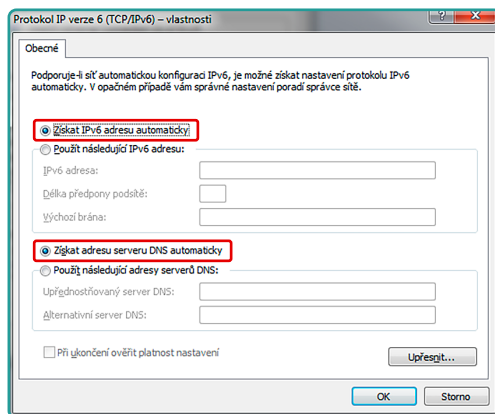 Protokol IP verze 6 (TCP/IPv6) – vlastnosti
Obecné
Podporuje-li síť automatickou konfiguraci IPv6, je možné získat nastavení protokolu IPv6
automaticky. V opačném případě vám správné nastavení poradí správce sítě.
Získat IPv6 adresu automaticky
Použít následující IPv6 adresu:
IPv6 adresa:
Délka předpony podsítě:
Výchozí brána:
Získat adresu serveru DNS automaticky
Použít následující adresy serverů DNS:
Upřednostňovaný server DNS:
Alternativní server DNS:
Při ukončení ověřit platnost nastavení
Upřesnit...
OK
Storno